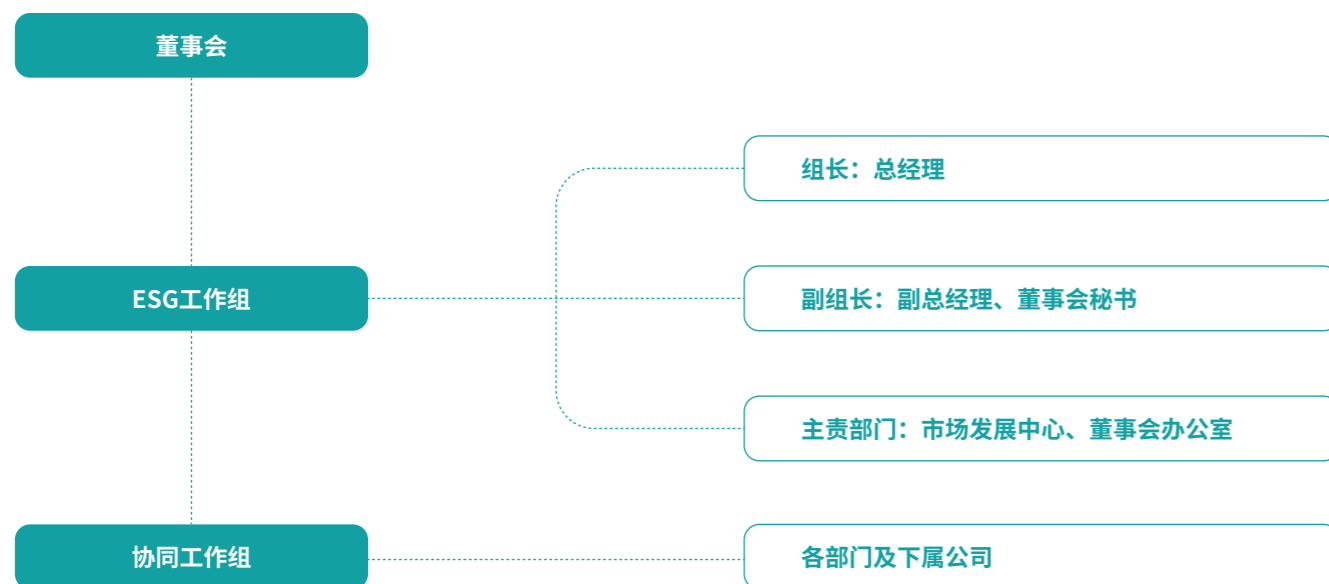 董事会
组长：总经理
ESG工作组
副组长：副总经理、董事会秘书
主责部门：市场发展中心、董事会办公室
协同工作组
各部门及下属公司